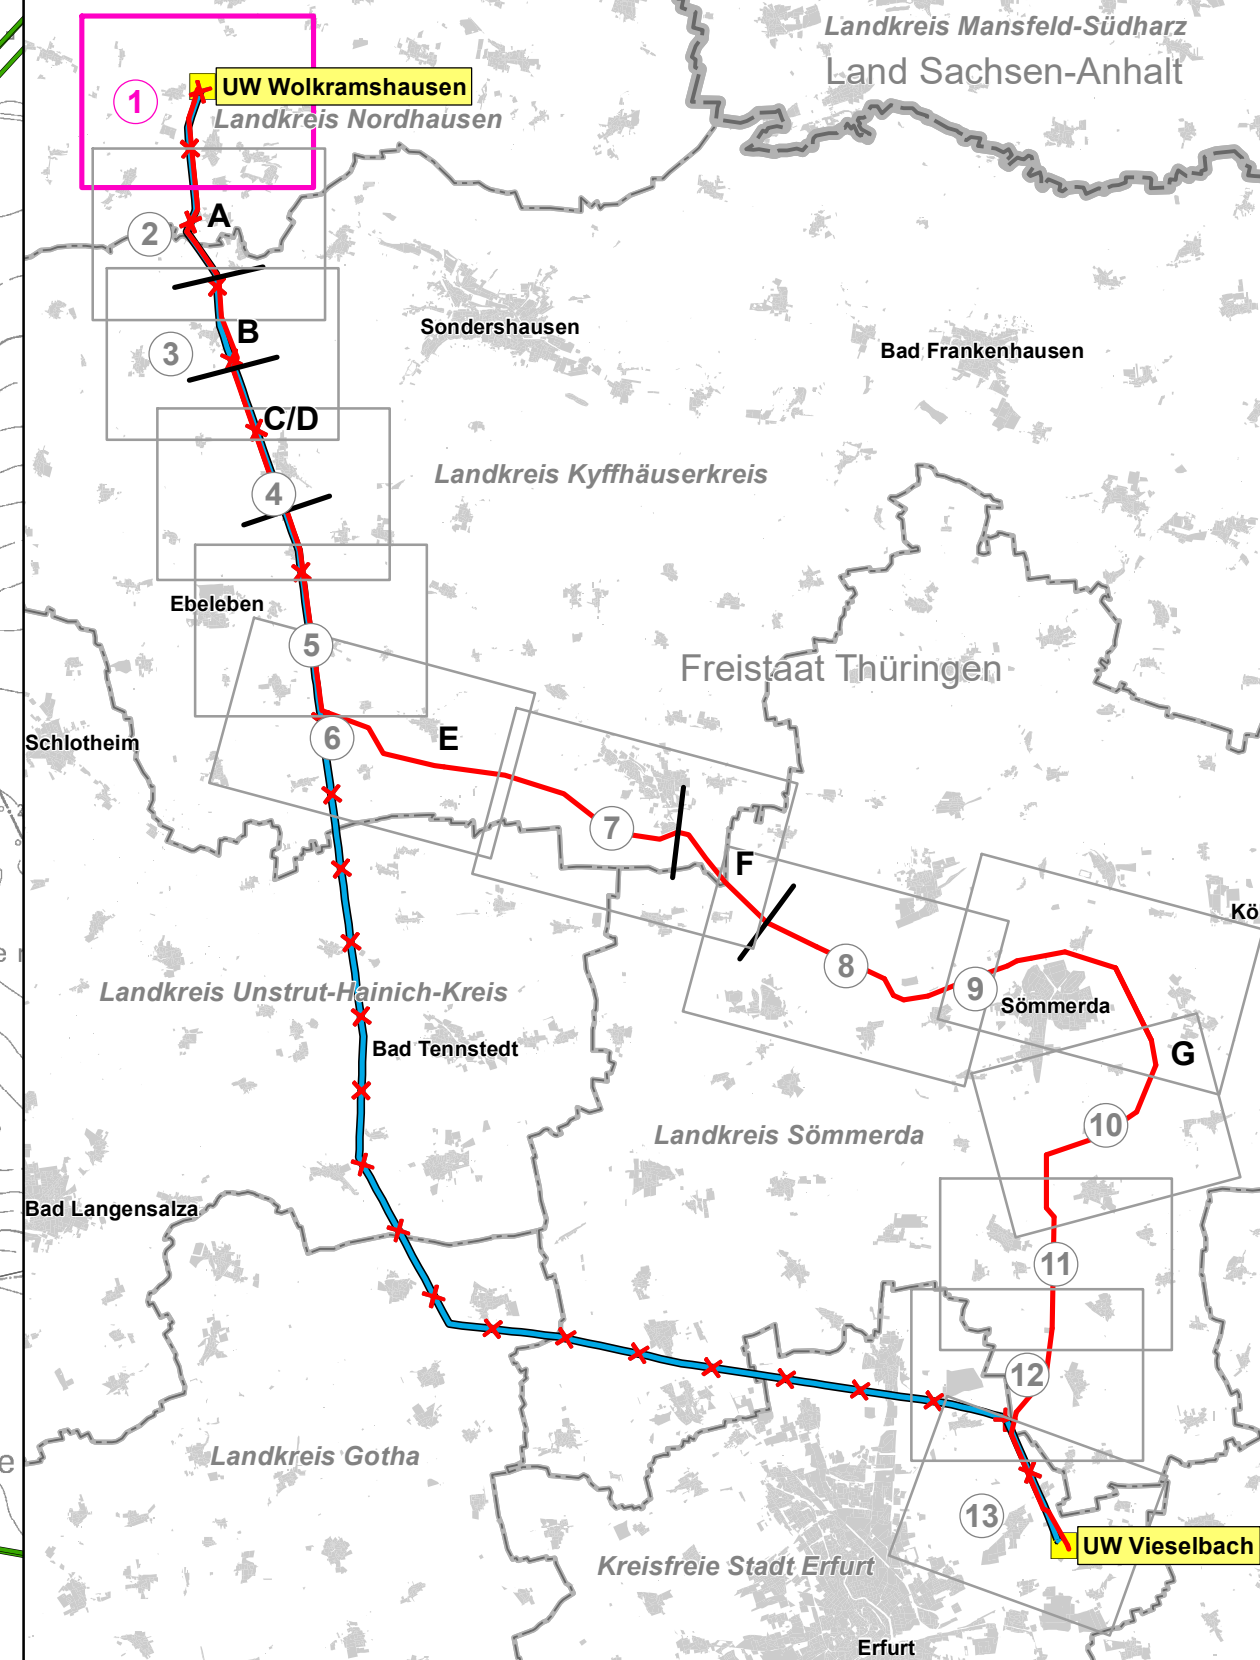 Landkreis Mansfeld-Südharz
Land Sachsen-Anhalt
1
UW Wolkramshausen
Landkreis Nordhausen
A
2
Sondershausen
B
3
Bad Frankenhausen
C/D
Landkreis Kyffhäuserkreis
4
Ebeleben
5
Freistaat Thüringen
Schlotheim
6
E
7
F
Kö
8
9
Sömmerda
Landkreis Unstrut-Hainich-Kreis
Bad Tennstedt
G
10
Landkreis Sömmerda
Bad Langensalza
11
12
Landkreis Gotha
e
13
UW Vieselbach
Kreisfreie Stadt Erfurt
Erfurt